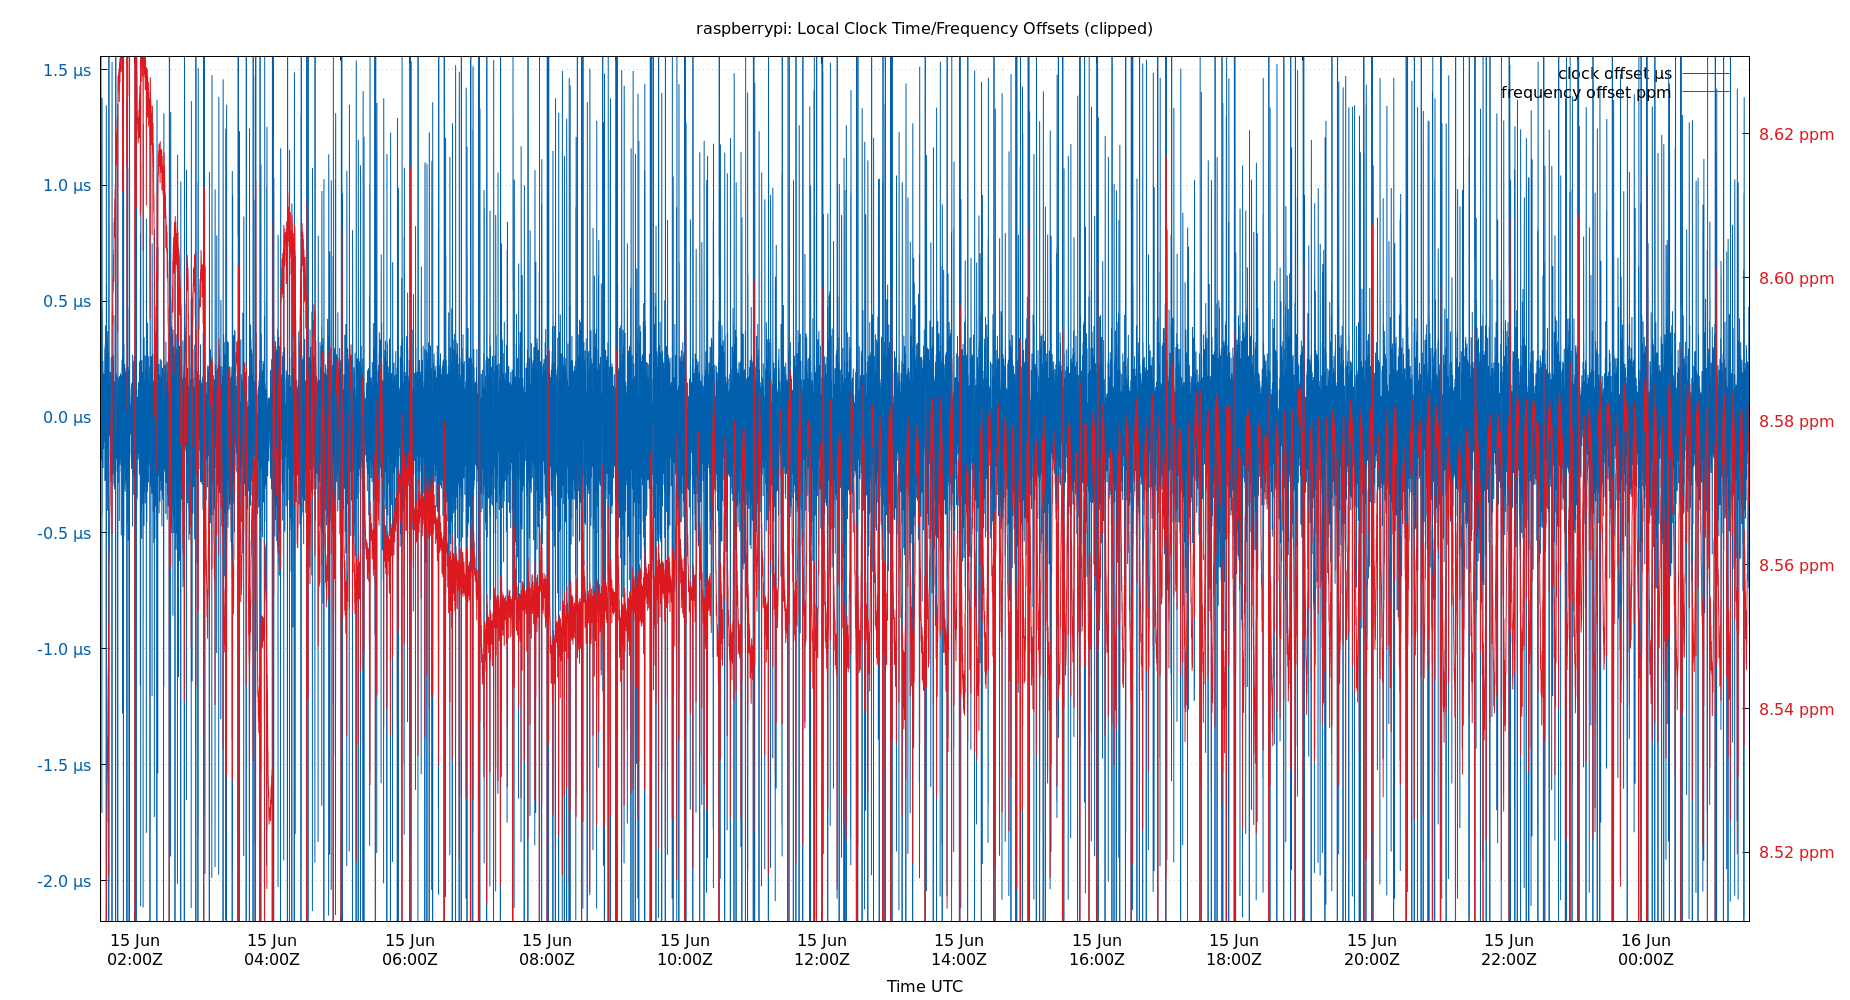 raspberrypi: Local Clock Time/Frequency Offsets (clipped)
clock offset µs
frequency offset ppm
1.5 µs
1.0 µs
0.5 µs
0.0 µs
-0.5 µs
-1.0 µs
-1.5 µs
-2.0 µs
8.62 ppm
8.60 ppm
8.58 ppm
8.56 ppm
8.54 ppm
8.52 ppm
15 Jun 15 Jun 15 Jun 15 Jun 15 Jun 15 Jun 15 Jun 15 Jun 15 Jun 15 Jun 15 Jun 16 Jun
02:00Z 04:00Z 06:00Z 08:00Z 10:00Z 12:00Z 14:00Z 16:00Z 18:00Z 20:00Z 22:00Z 00:00Z
Time UTC